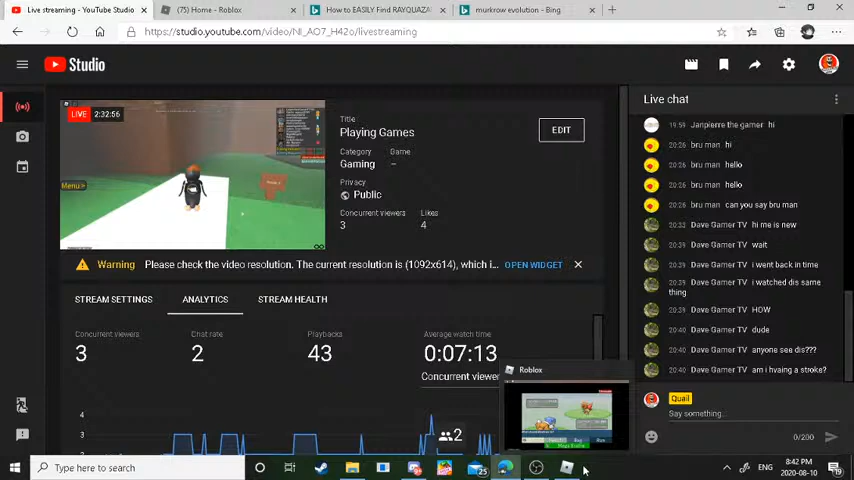 Live streaming - YouTube Studio
(75) Home - Roblox
How to EASILY Find RAYQUAZA
murkrow evolution - Bing
https://studio.youtube.com/video/NI_AO7_H42o/livestreaming
Studio
LIVE 2:32:56
Menu>
Title
Playing Games
Category Game
Gaming –
Privacy
Public
Concurrent viewers Likes
3 4
EDIT
Warning Please check the video resolution. The current resolution is (1092x614), which i... OPEN WIDGET
STREAM SETTINGS ANALYTICS STREAM HEALTH
Concurrent viewers Chat rate Playbacks Average watch time
3 2 43 0:07:13
Concurrent viewer
4
3
2
2
Roblox
Live chat
19:59 Janpierre the gamer hi
20:26 bru man hi
20:26 bru man hello
20:26 bru man hello
20:26 bru man can you say bru man
20:33 Dave Gamer TV hi me is new
20:39 Dave Gamer TV wait
20:39 Dave Gamer TV i went back in time
20:39 Dave Gamer TV i watched dis same
thing
20:39 Dave Gamer TV HOW
20:40 Dave Gamer TV dude
20:40 Dave Gamer TV anyone see dis???
20:40 Dave Gamer TV am i hvaing a stroke?
Quail
Say something...
0/200
Type here to search
25
ENG
8:42 PM
2020-08-10
19